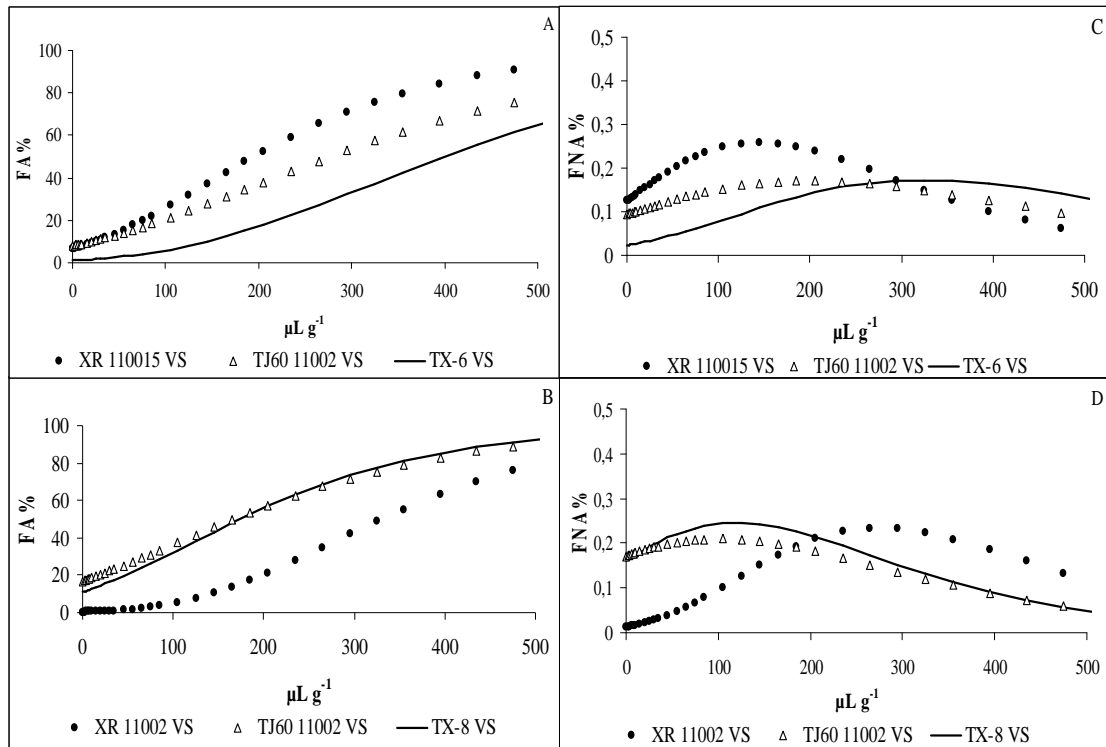 A
100
80
60
40
20
0
FA%
0 100 200 300 400 500
µL g-1
XR 110015 VS TJ60 11002 VS TX-6 VS
C
0,5
0,4
0,3
0,2
0,1
0
FNA%
0 100 200 300 400 500
µL g-1
XR 110015 VS TJ60 11002 VS TX-6 VS
B
100
80
60
40
20
0
FA%
0 100 200 300 400 500
µL g-1
XR 11002 VS TJ60 11002 VS TX-8 VS
D
0,5
0,4
0,3
0,2
0,1
0
FNA%
0 100 200 300 400 500
µL g-1
XR 11002 VS TJ60 11002 VS TX-8 VS